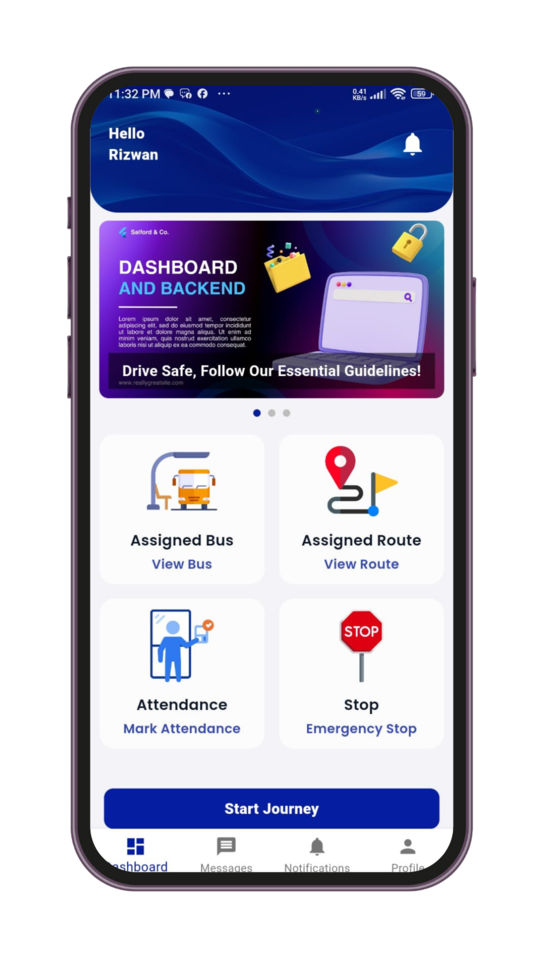 11:32 PM
0.41
KB/s
59
Hello
Rizwan
Salford & Co.
DASHBOARD
AND BACKEND
Lorem ipsum dolor sit amet, consectetur
adipiscing elit, sed do eiusmod tempor incididunt
ut labore et dolore magna aliqua. Ut enim ad
minim veniam, quis nostrud exercitation ullamco
laboris nisi ut aliquip ex ea commodo consequat.
Drive Safe, Follow Our Essential Guidelines!
www.reallygreatsite.com
Assigned Bus
View Bus
Assigned Route
View Route
STOP
Attendance
Mark Attendance
Stop
Emergency Stop
Start Journey
ashboard
Messages
Notifications
Profile